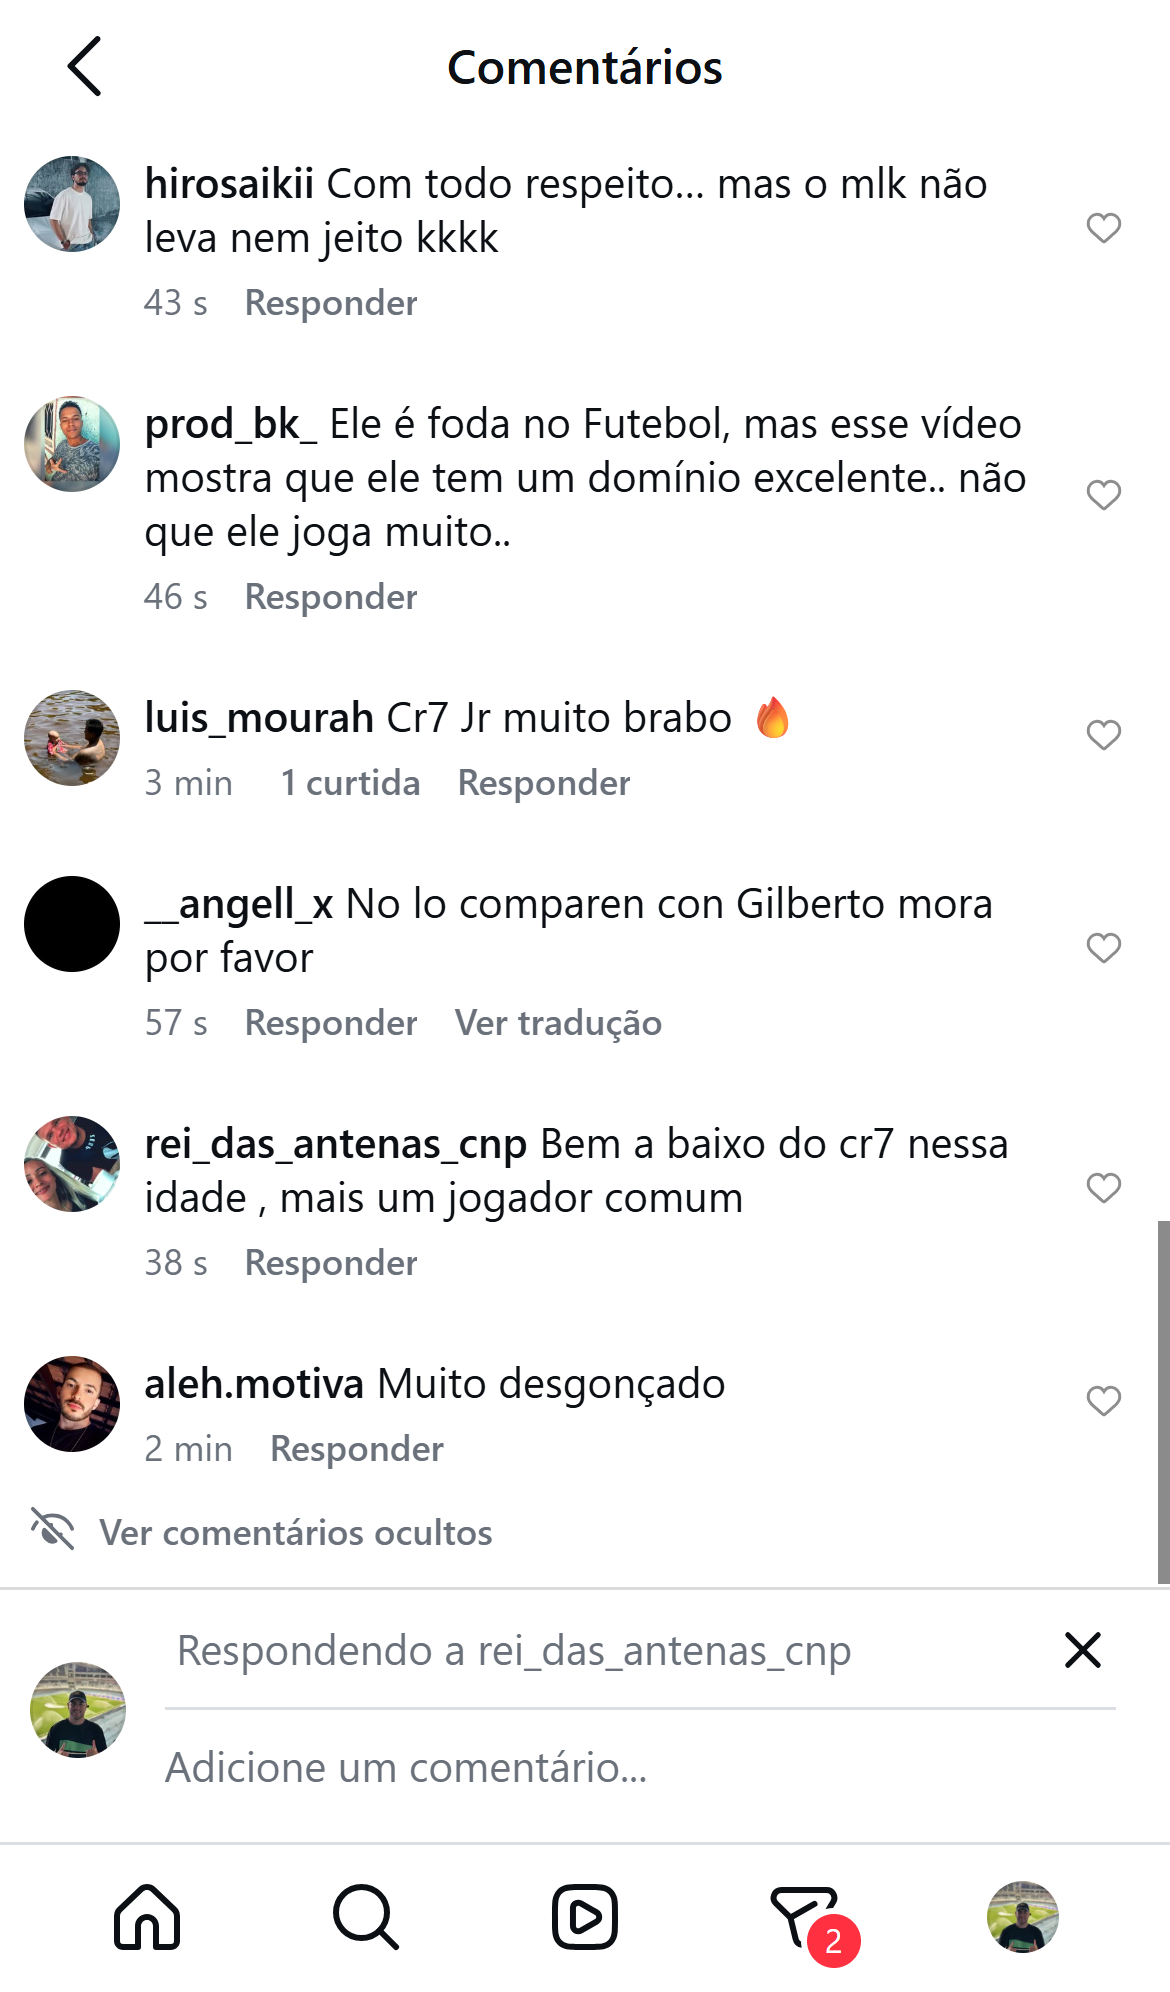 Comentários
hirosaikii Com todo respeito... mas o mlk não
leva nem jeito kkkk
43 s Responder
prod_bk_ Ele é foda no Futebol, mas esse vídeo
mostra que ele tem um domínio excelente.. não
que ele joga muito..
46 s Responder
luis_mourah Cr7 Jr muito brabo 🔥
3 min 1 curtida Responder
__angell_x No lo comparen con Gilberto mora
por favor
57 s Responder Ver tradução
rei_das_antenas_cnp Bem a baixo do cr7 nessa
idade , mais um jogador comum
38 s Responder
aleh.motiva Muito desgonçado
2 min Responder
Ver comentários ocultos
Respondendo a rei_das_antenas_cnp
Adicione um comentário...
2